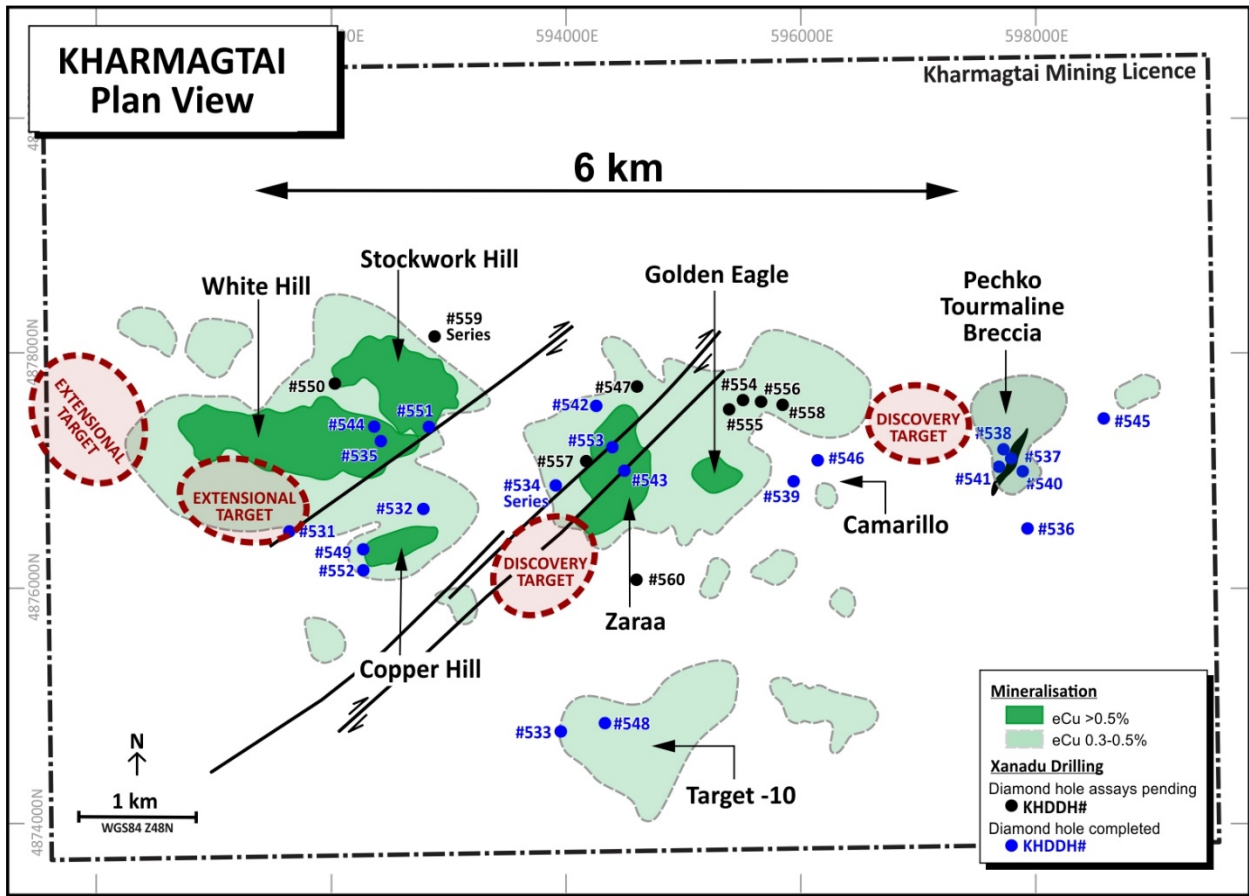 KHARMAGTAI
Plan View
594000E
596000E
598000E
Kharmagtai Mining Licence
6 km
Stockwork Hill
White Hill
Golden Eagle
Pechko
Tourmaline
Breccia
4878000N
#559
Series
#550
#547
#554
#556
#555
#558
#542
#551
#544
#535
#553
#557
#543
#534
Series
#546
#539
#545
#538
#537
#541
#540
#536
EXTENSIONAL
TARGET
EXTENSIONAL
TARGET
DISCOVERY
TARGET
#532
#531
#549
#552
Camarillo
DISCOVERY
TARGET
#560
4876000N
Zaraa
Copper Hill
#533
#548
Target -10
N
1 km
WGS84 Z48N
4874000N
Mineralisation
eCu >0.5%
eCu 0.3-0.5%
Xanadu Drilling
Diamond hole assays pending
KHDDH#
Diamond hole completed
KHDDH#